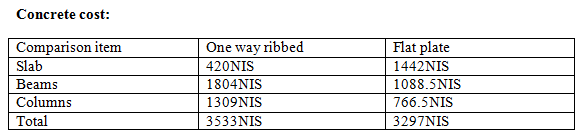 Concrete cost:
Comparison item One way ribbed Flat plate
Slab 420NIS 1442NIS
Beams 1804NIS 1088.5NIS
Columns 1309NIS 766.5NIS
Total 3533NIS 3297NIS